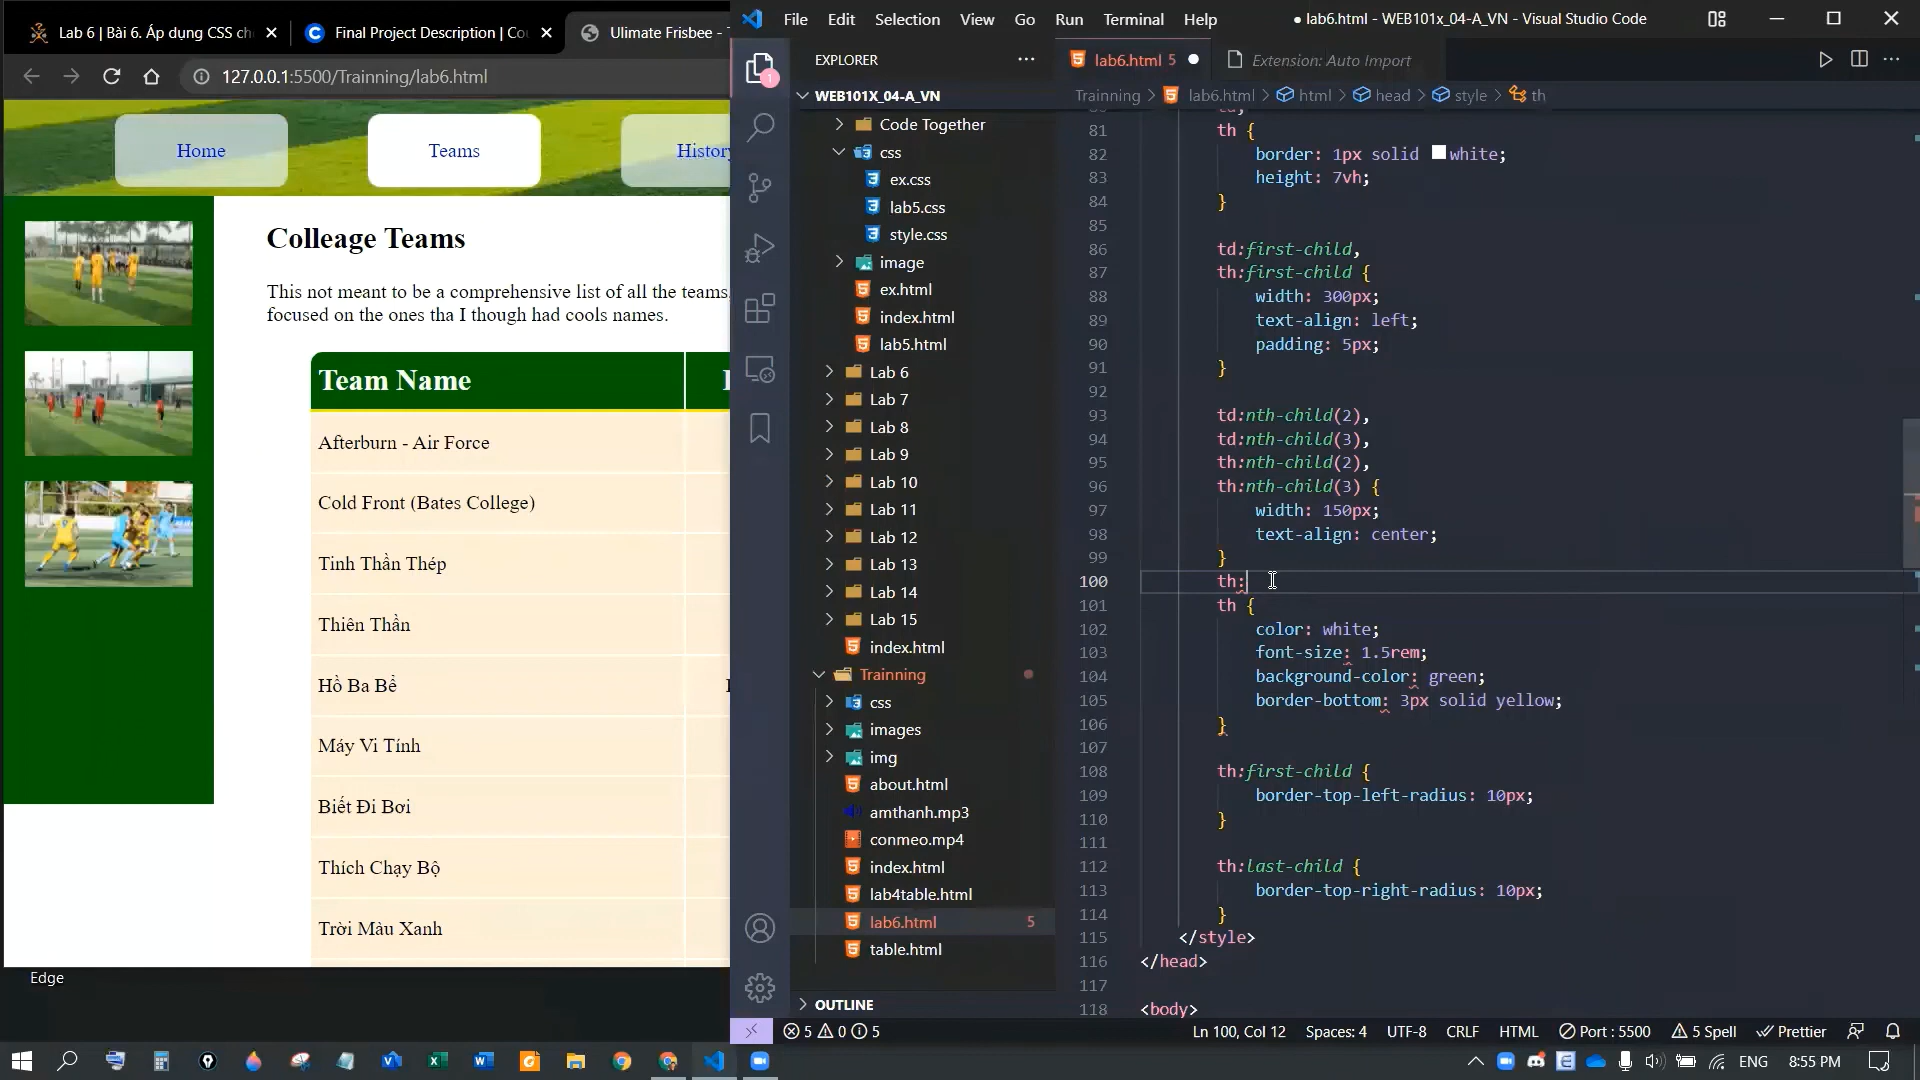 Lab 6 | Bài 6. Áp dụng CSS ch
Final Project Description | Co
Ulimate Frisbee -
127.0.0.1:5500/Trainning/lab6.html
Home
Teams
History
Colleage Teams
This not meant to be a comprehensive list of all the teams,
focused on the ones tha I though had cools names.
Team Name
Afterburn - Air Force
Cold Front (Bates College)
Tinh Thần Thép
Thiên Thần
Hồ Ba Bể
Máy Vi Tính
Biết Đi Bơi
Thích Chạy Bộ
Trời Màu Xanh
Edge
File Edit Selection View Go Run Terminal Help
● lab6.html - WEB101x_04-A_VN - Visual Studio Code
EXPLORER
WEB101X_04-A_VN
Code Together
css
ex.css
lab5.css
style.css
image
ex.html
index.html
lab5.html
Lab 6
Lab 7
Lab 8
Lab 9
Lab 10
Lab 11
Lab 12
Lab 13
Lab 14
Lab 15
index.html
Trainning
css
images
img
about.html
amthanh.mp3
conmeo.mp4
index.html
lab4table.html
lab6.html 5
table.html
OUTLINE
1
lab6.html 5
Extension: Auto Import
Trainning > lab6.html > html > head > style > th
81 th {
82 border: 1px solid white;
83 height: 7vh;
84 }
85
86 td:first-child,
87 th:first-child {
88 width: 300px;
89 text-align: left;
90 padding: 5px;
91 }
92
93 td:nth-child(2),
94 td:nth-child(3),
95 th:nth-child(2),
96 th:nth-child(3) {
97 width: 150px;
98 text-align: center;
99 }
100 th:
101 th {
102 color: white;
103 font-size: 1.5rem;
104 background-color: green;
105 border-bottom: 3px solid yellow;
106 }
107
108 th:first-child {
109 border-top-left-radius: 10px;
110 }
111
112 th:last-child {
113 border-top-right-radius: 10px;
114 }
115 </style>
116 </head>
117
118 <body>
5 0 5
Ln 100, Col 12 Spaces: 4 UTF-8 CRLF HTML Port : 5500 5 Spell Prettier
ENG 8:55 PM